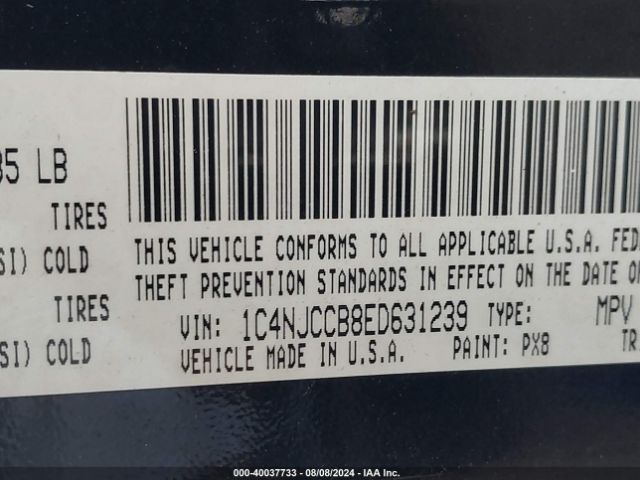 85 LB
TIRES
SI) COLD
TIRES
SI) COLD
THIS VEHICLE CONFORMS TO ALL APPLICABLE U.S.A. FED
THEFT PREVENTION STANDARDS IN EFFECT ON THE DATE O
VIN: 1C4NJCCB8ED631239 TYPE: MPV
VEHICLE MADE IN U.S.A. PAINT: PX8 TR
000-40037733 - 08/08/2024 - IAA Inc.